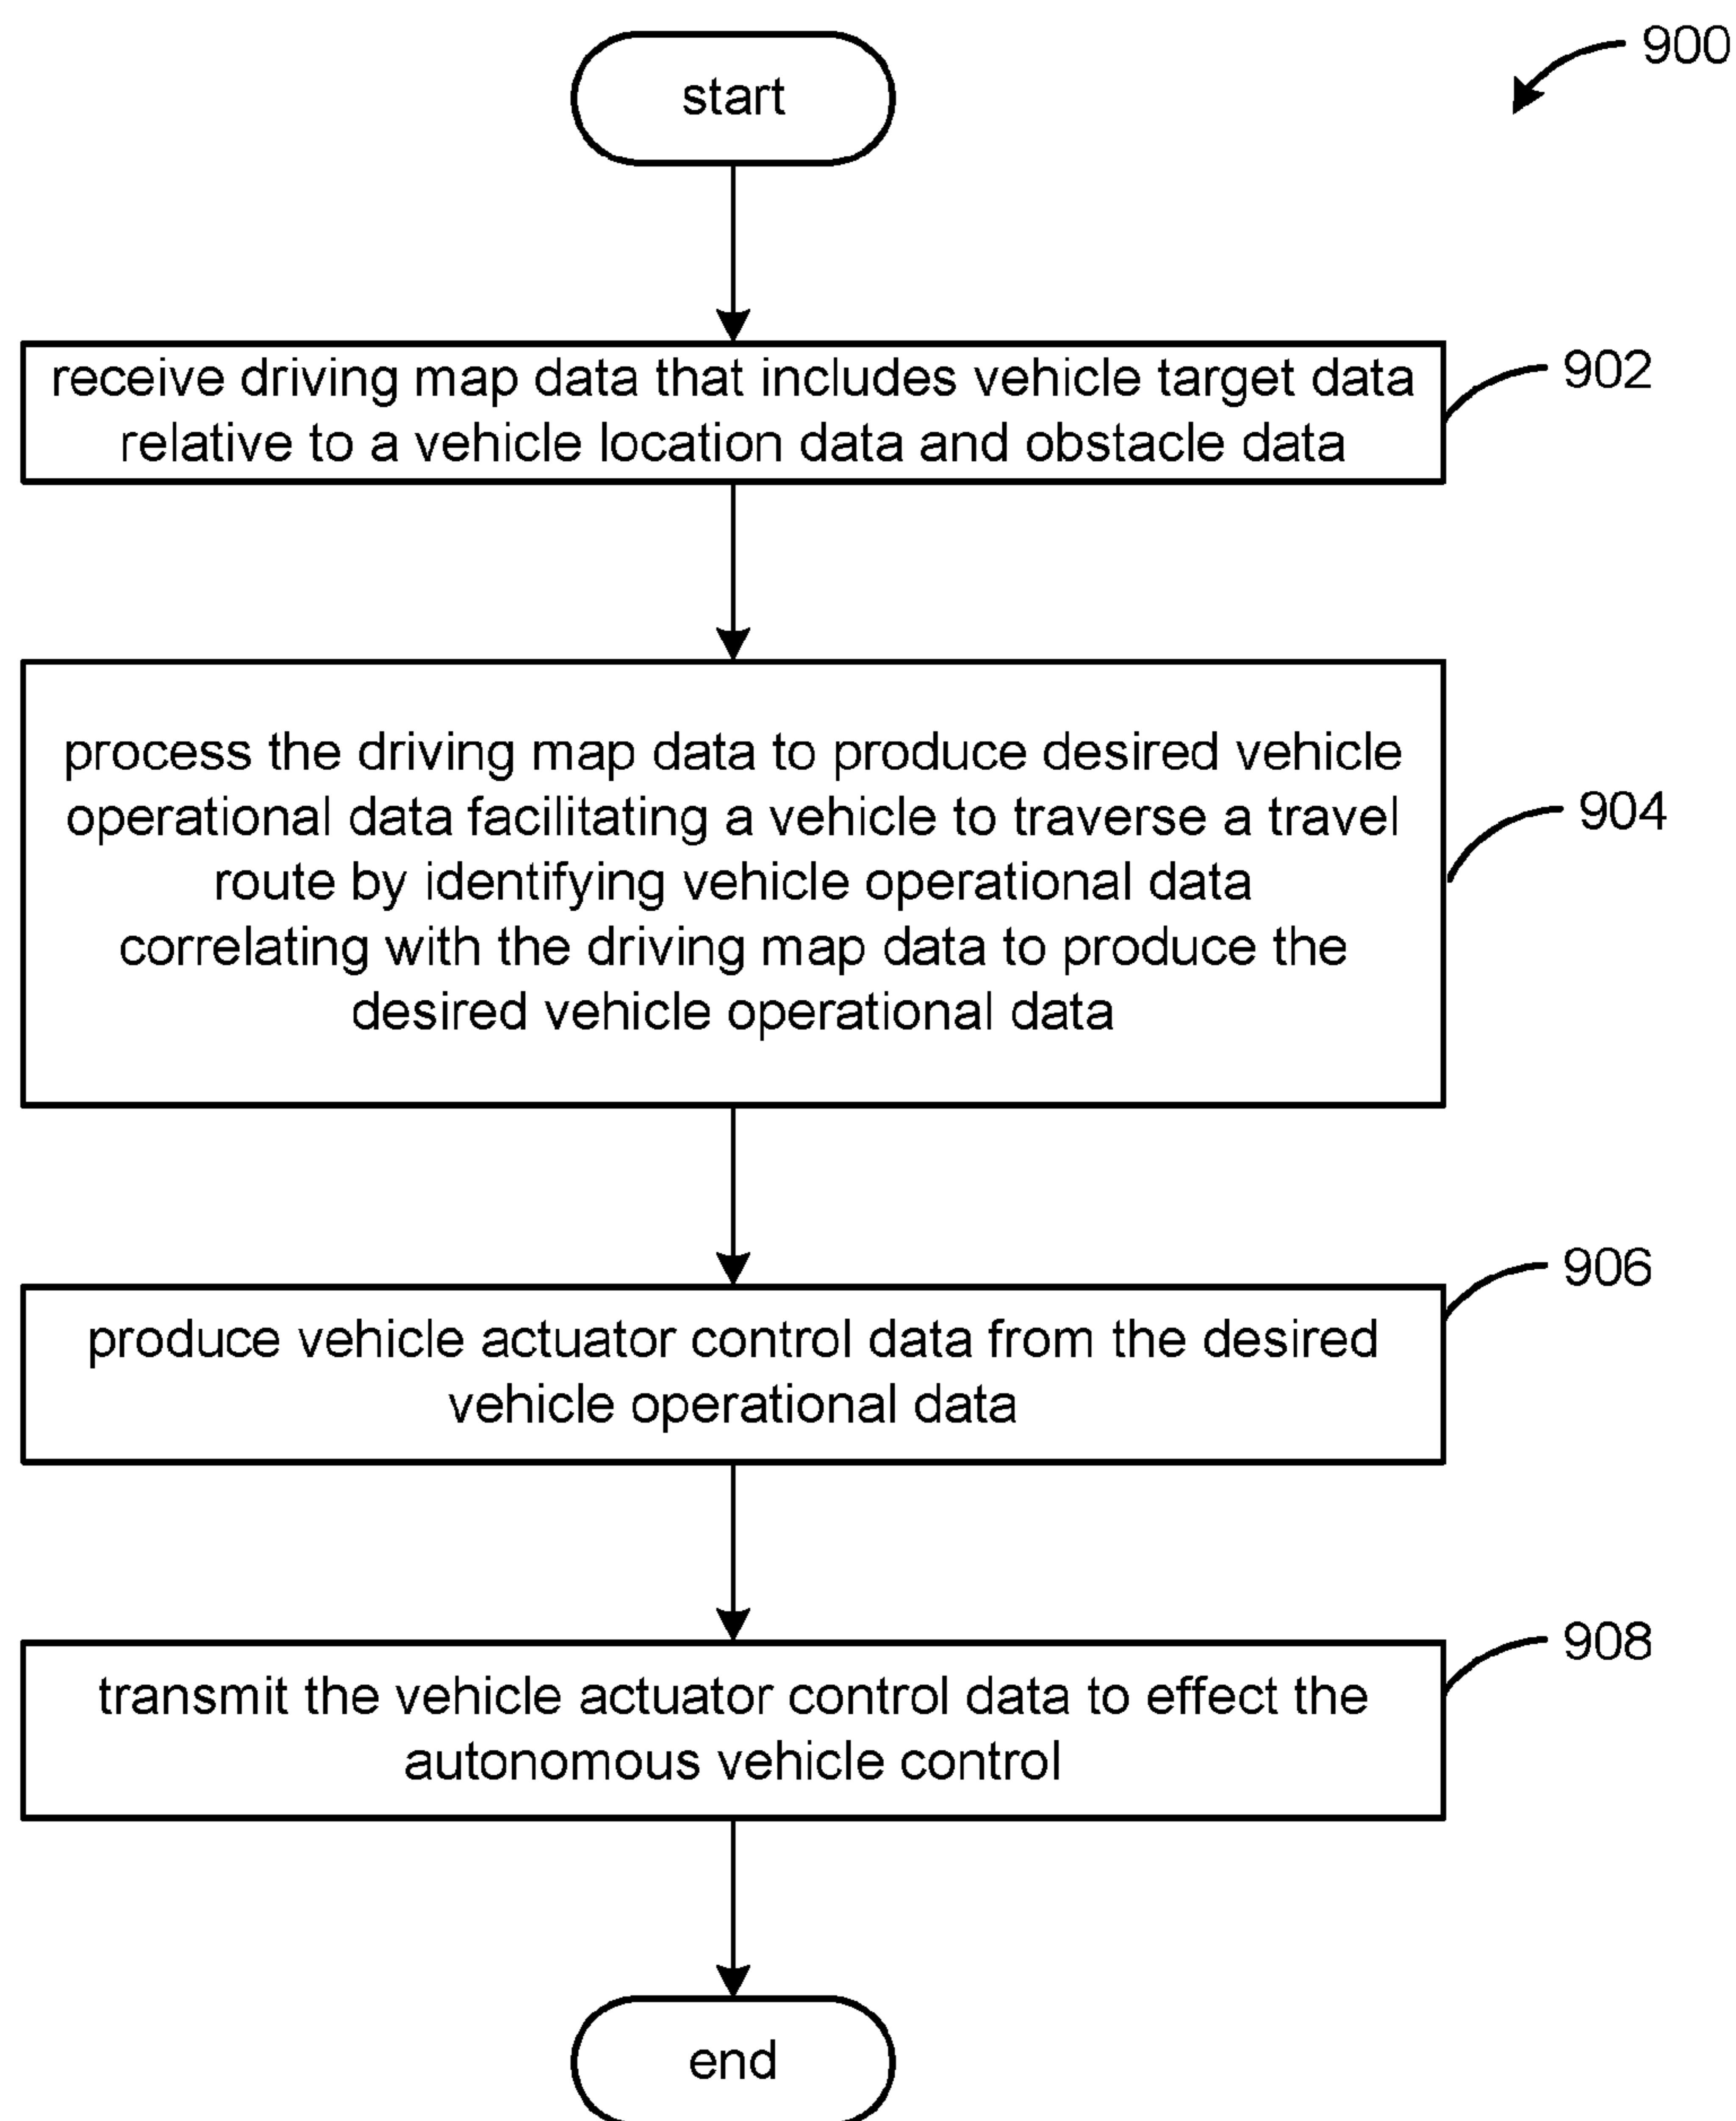 900
start
receive driving map data that includes vehicle target data
relative to a vehicle location data and obstacle data
902
process the driving map data to produce desired vehicle
operational data facilitating a vehicle to traverse a travel
route by identifying vehicle operational data
correlating with the driving map data to produce the
desired vehicle operational data
904
produce vehicle actuator control data from the desired
vehicle operational data
906
transmit the vehicle actuator control data to effect the
autonomous vehicle control
908
end